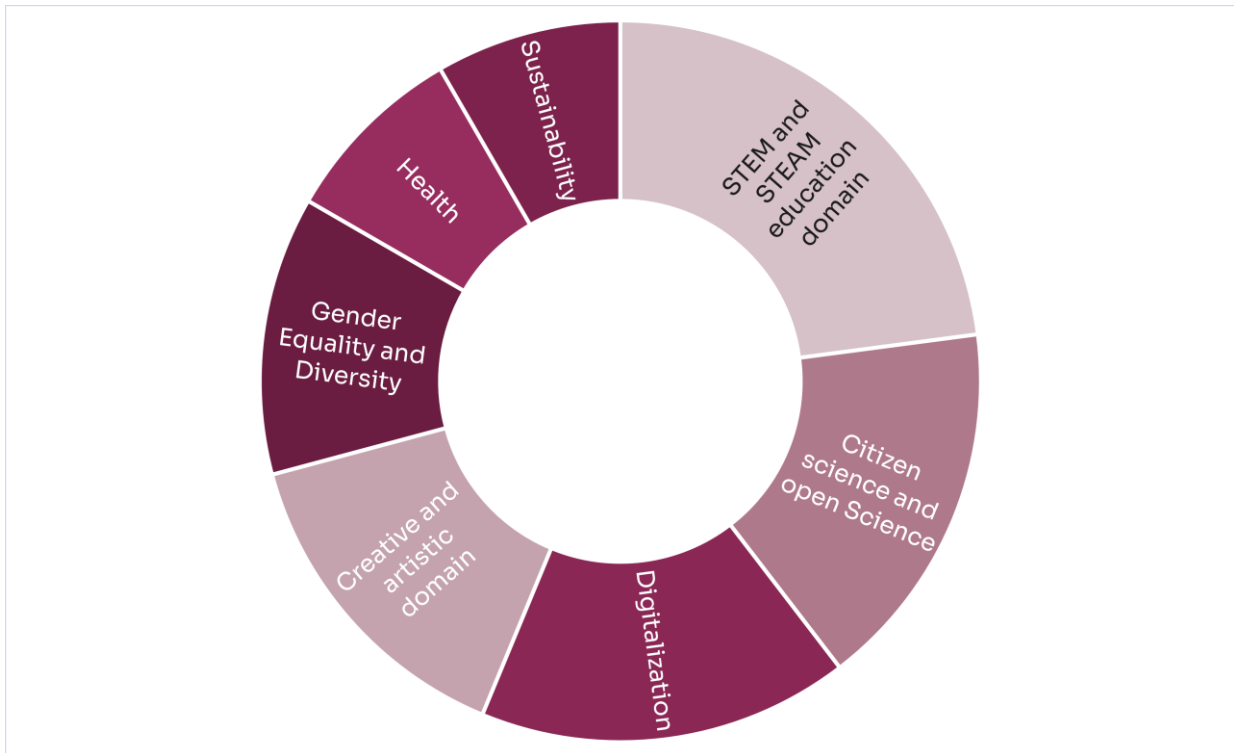 STEM and
STEAM
education
domain
Citizen
science and
open Science
Digitalization
Creative and
artistic
domain
Gender
Equality and
Diversity
Health
Sustainability